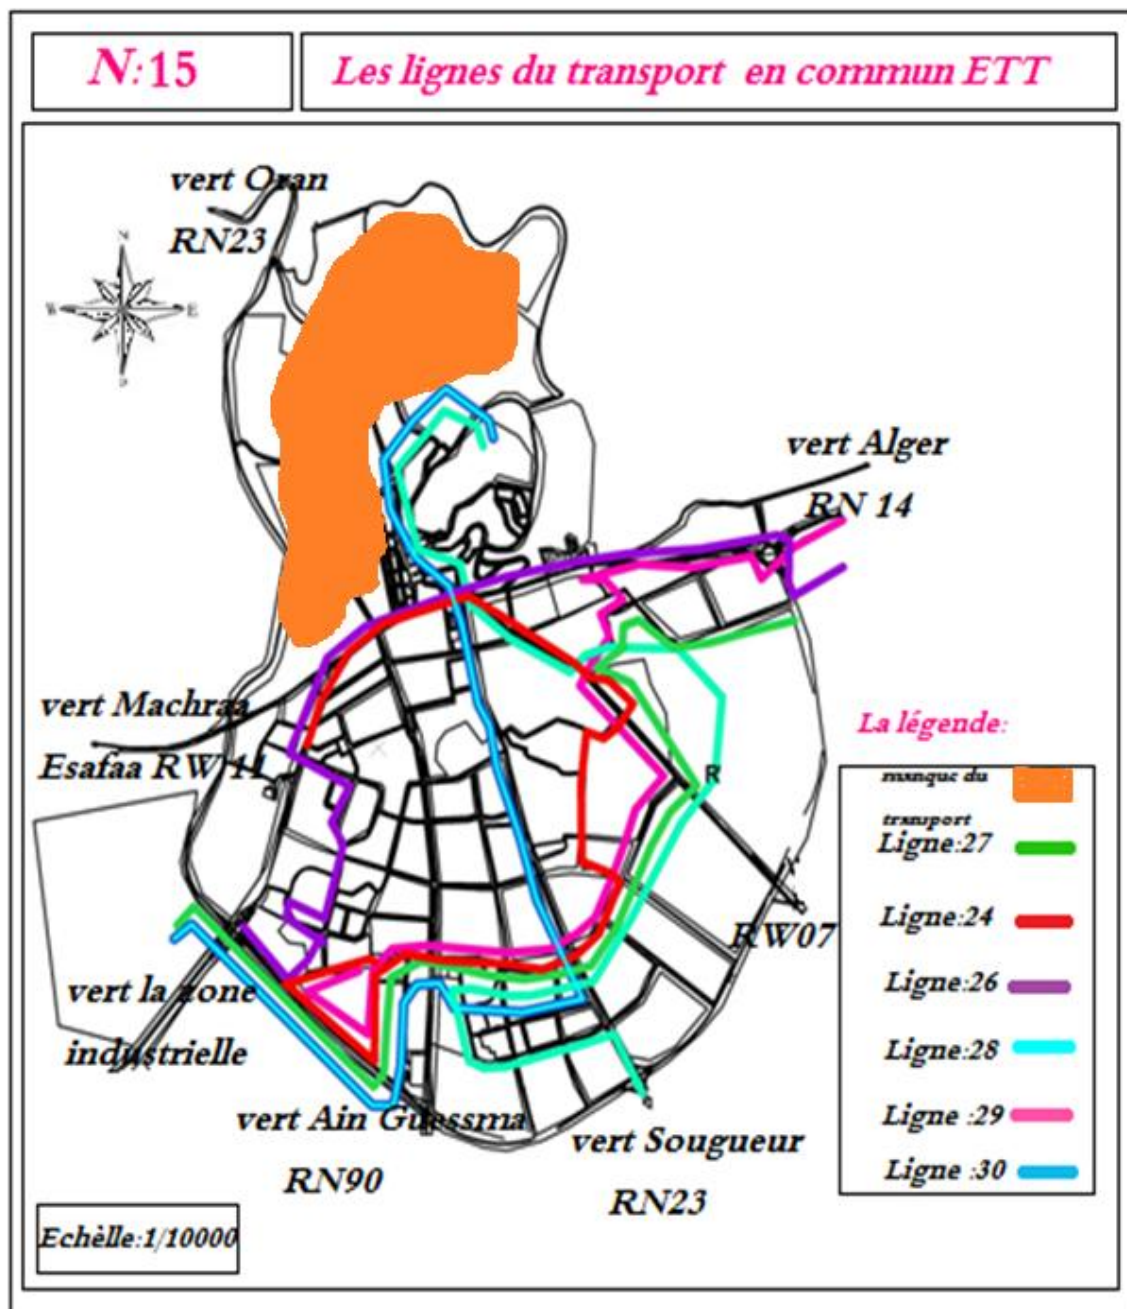 N:15
Les lignes du transport en commun ETT
vert Oran
RN23
N
W
E
vert Alger
RN 14
vert Machraa
Esafaa RW 11
La légende:
manque du
transport
Ligne:27
Ligne:24
R
RW07
Ligne:26
vert la zone
industrielle
Ligne:28
vert Ain Guessma
RN90
Ligne :29
vert Sougueur
RN23
Ligne :30
Echèlle:1/10000